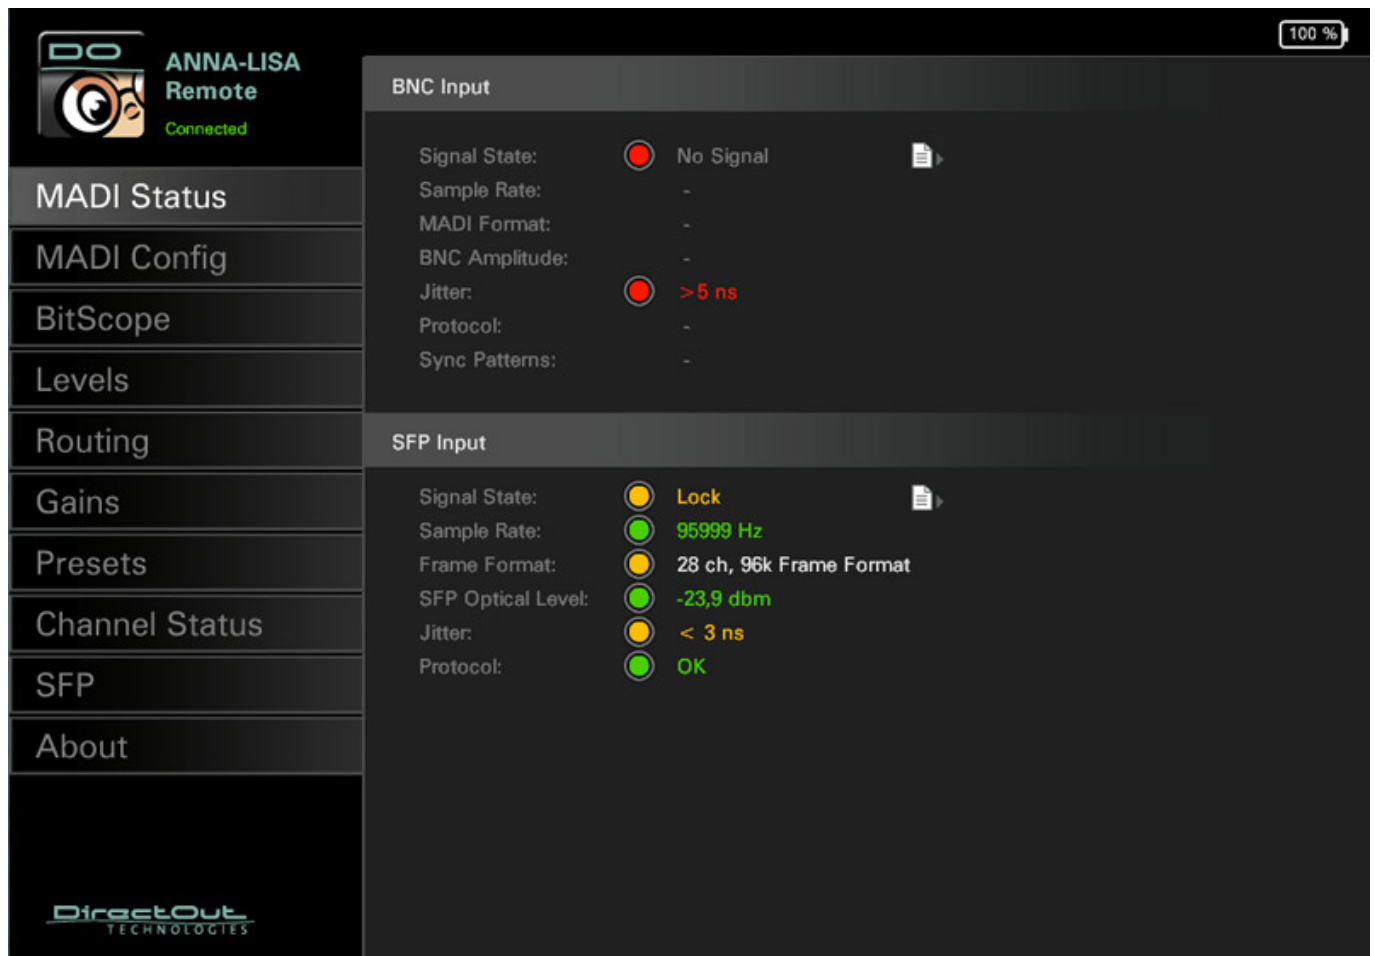 100 %
DO
ANNA-LISA
Remote
Connected
MADI Status
MADI Config
BitScope
Levels
Routing
Gains
Presets
Channel Status
SFP
About
DirectOut
TECHNOLOGIES
BNC Input
Signal State: No Signal
Sample Rate: -
MADI Format: -
BNC Amplitude: -
Jitter: >5 ns
Protocol: -
Sync Patterns: -
SFP Input
Signal State: Lock
Sample Rate: 95999 Hz
Frame Format: 28 ch, 96k Frame Format
SFP Optical Level: -23,9 dbm
Jitter: < 3 ns
Protocol: OK